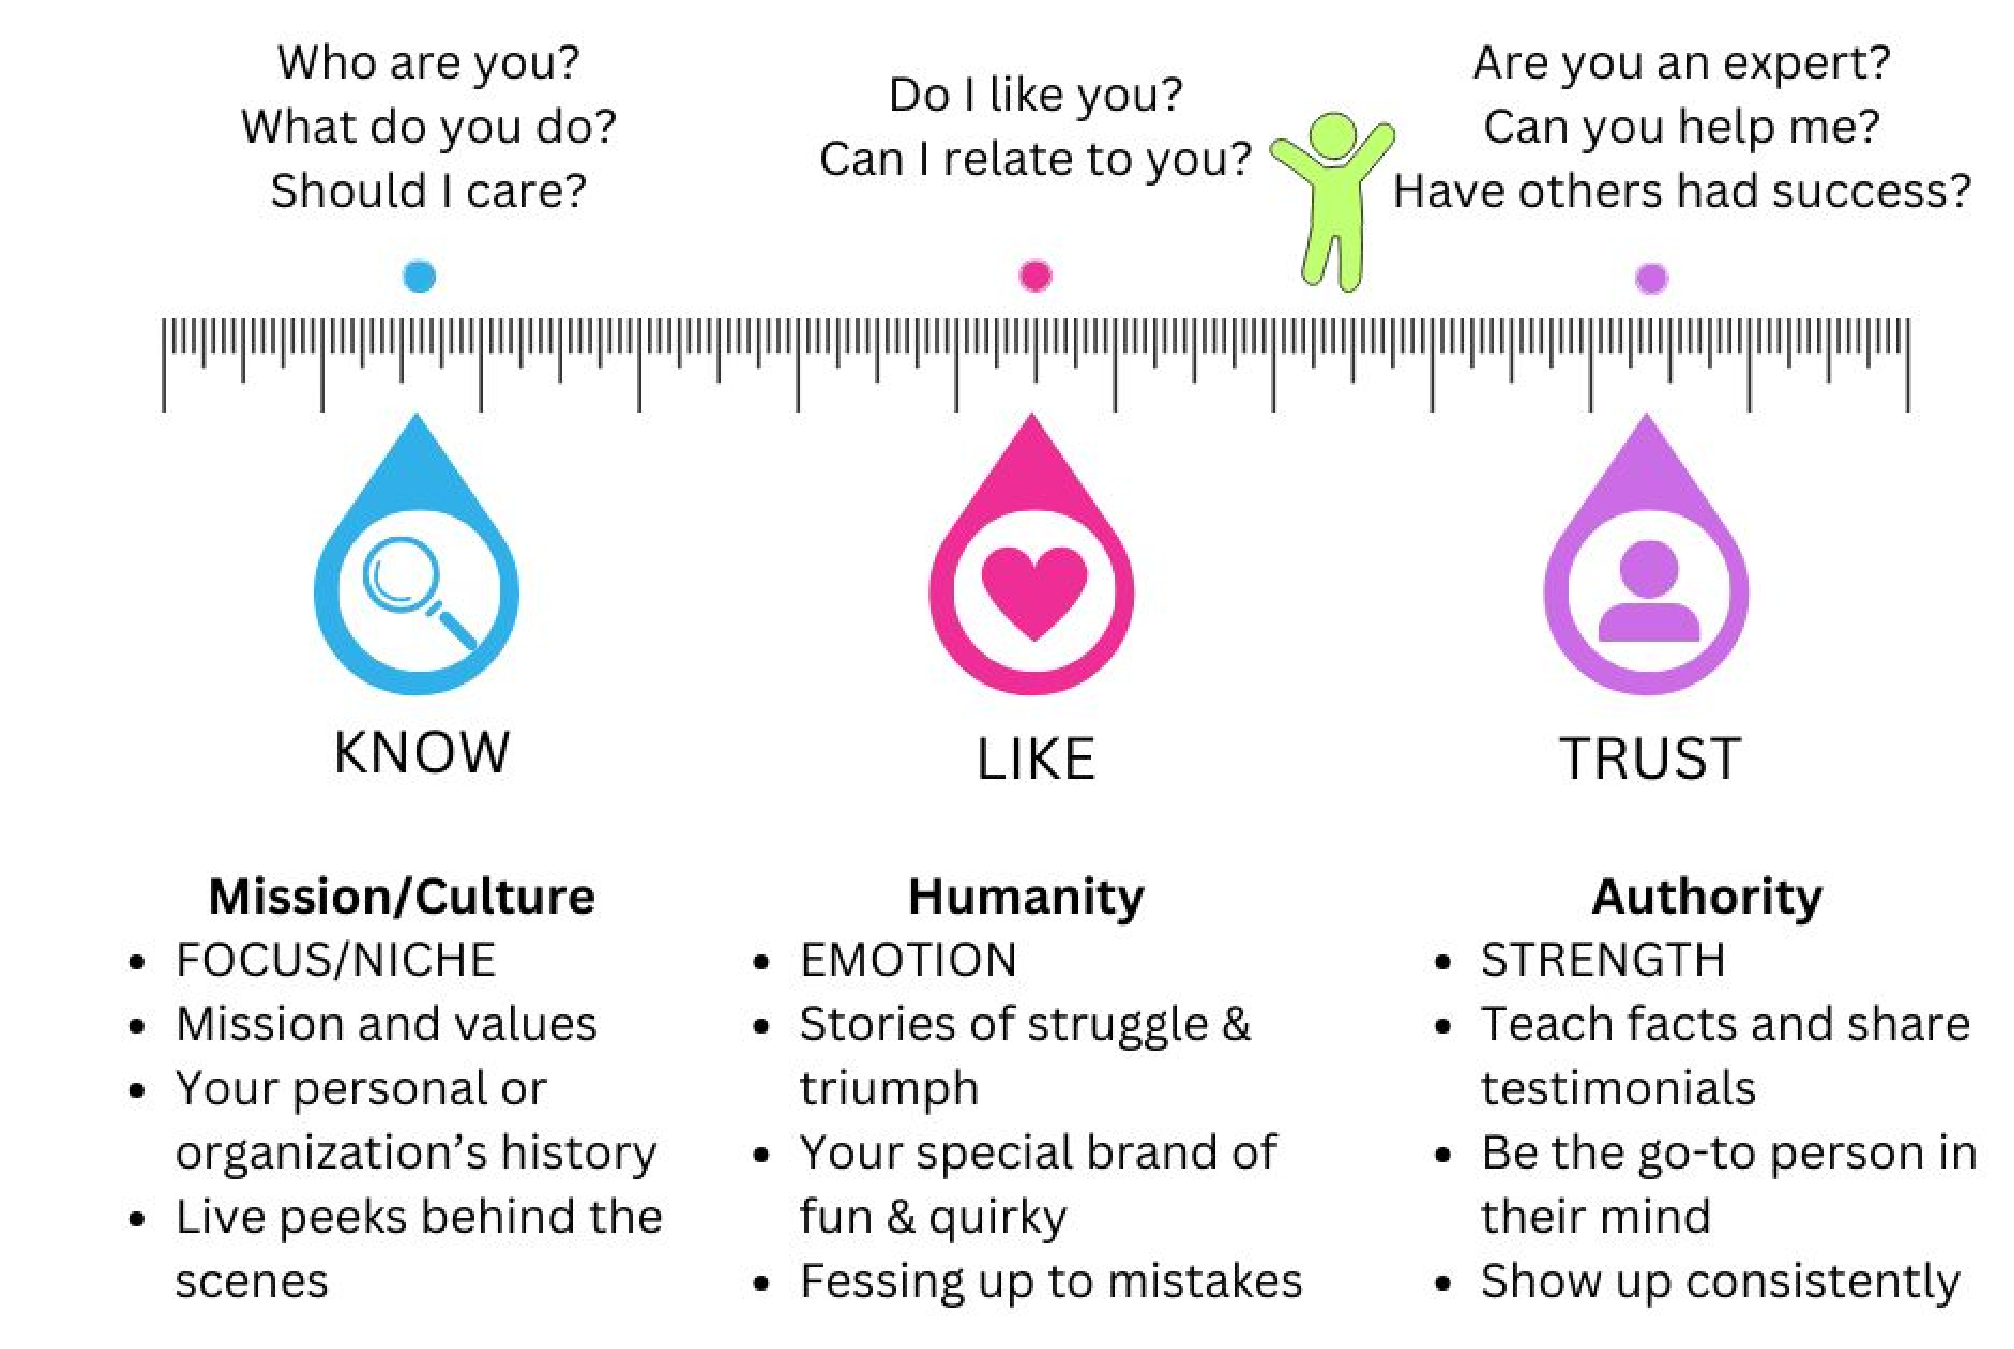 Who are you?
What do you do?
Should I care?
Do I like you?
Can I relate to you?
Are you an expert?
Can you help me?
Have others had success?
KNOW
LIKE
TRUST
Mission/Culture
• FOCUS/NICHE
• Mission and values
• Your personal or
organization’s history
• Live peeks behind the
scenes
Humanity
• EMOTION
• Stories of struggle &
triumph
• Your special brand of
fun & quirky
• Fessing up to mistakes
Authority
• STRENGTH
• Teach facts and share
testimonials
• Be the go-to person in
their mind
• Show up consistently